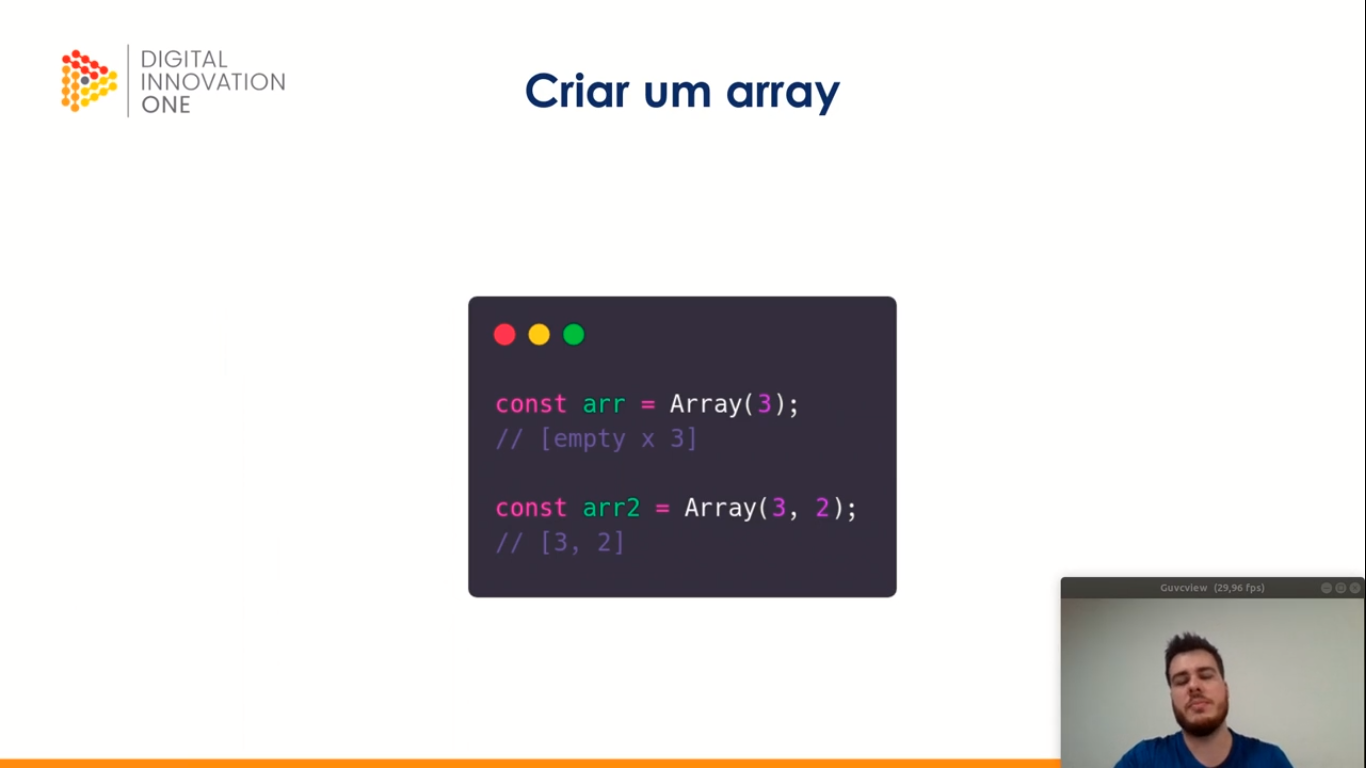 DIGITAL
INNOVATION
ONE
Criar um array
const arr = Array(3);
// [empty x 3]
const arr2 = Array(3, 2);
// [3, 2]
Guvcview (29,96 fps)